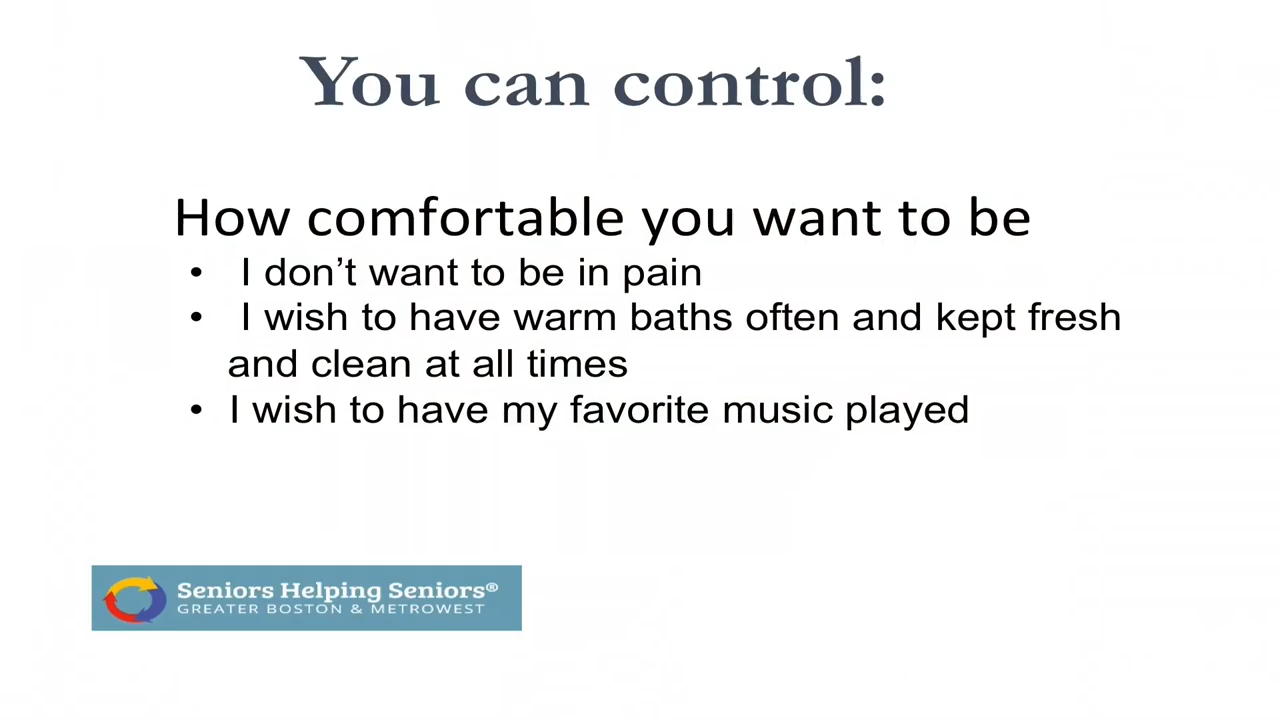 You can control:
How comfortable you want to be
• I don’t want to be in pain
• I wish to have warm baths often and kept fresh
and clean at all times
• I wish to have my favorite music played
Seniors Helping Seniors®
GREATER BOSTON & METROWEST